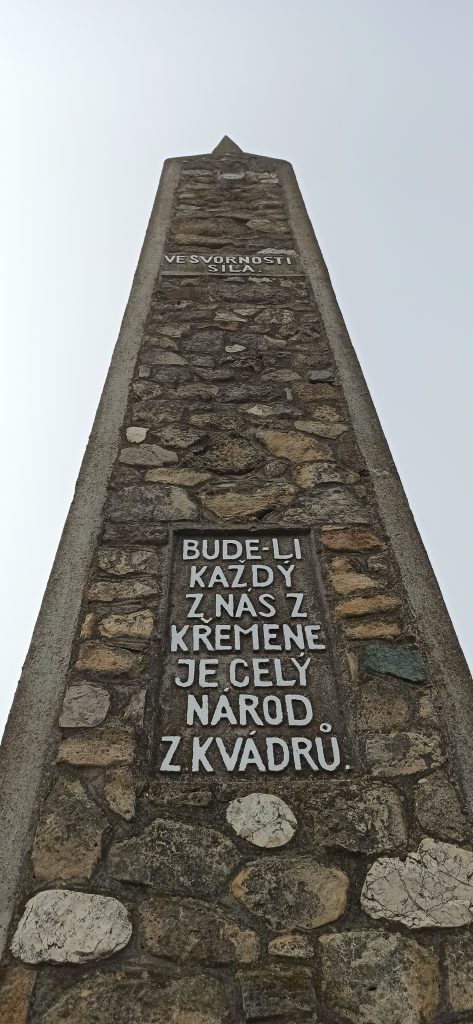 VE SVORNOSTI
SÍLA.
BUDE-LI
KAŽDÝ
Z NÁS Z
KŘEMENE
JE CELÝ
NÁROD
Z KVÁDRŮ.